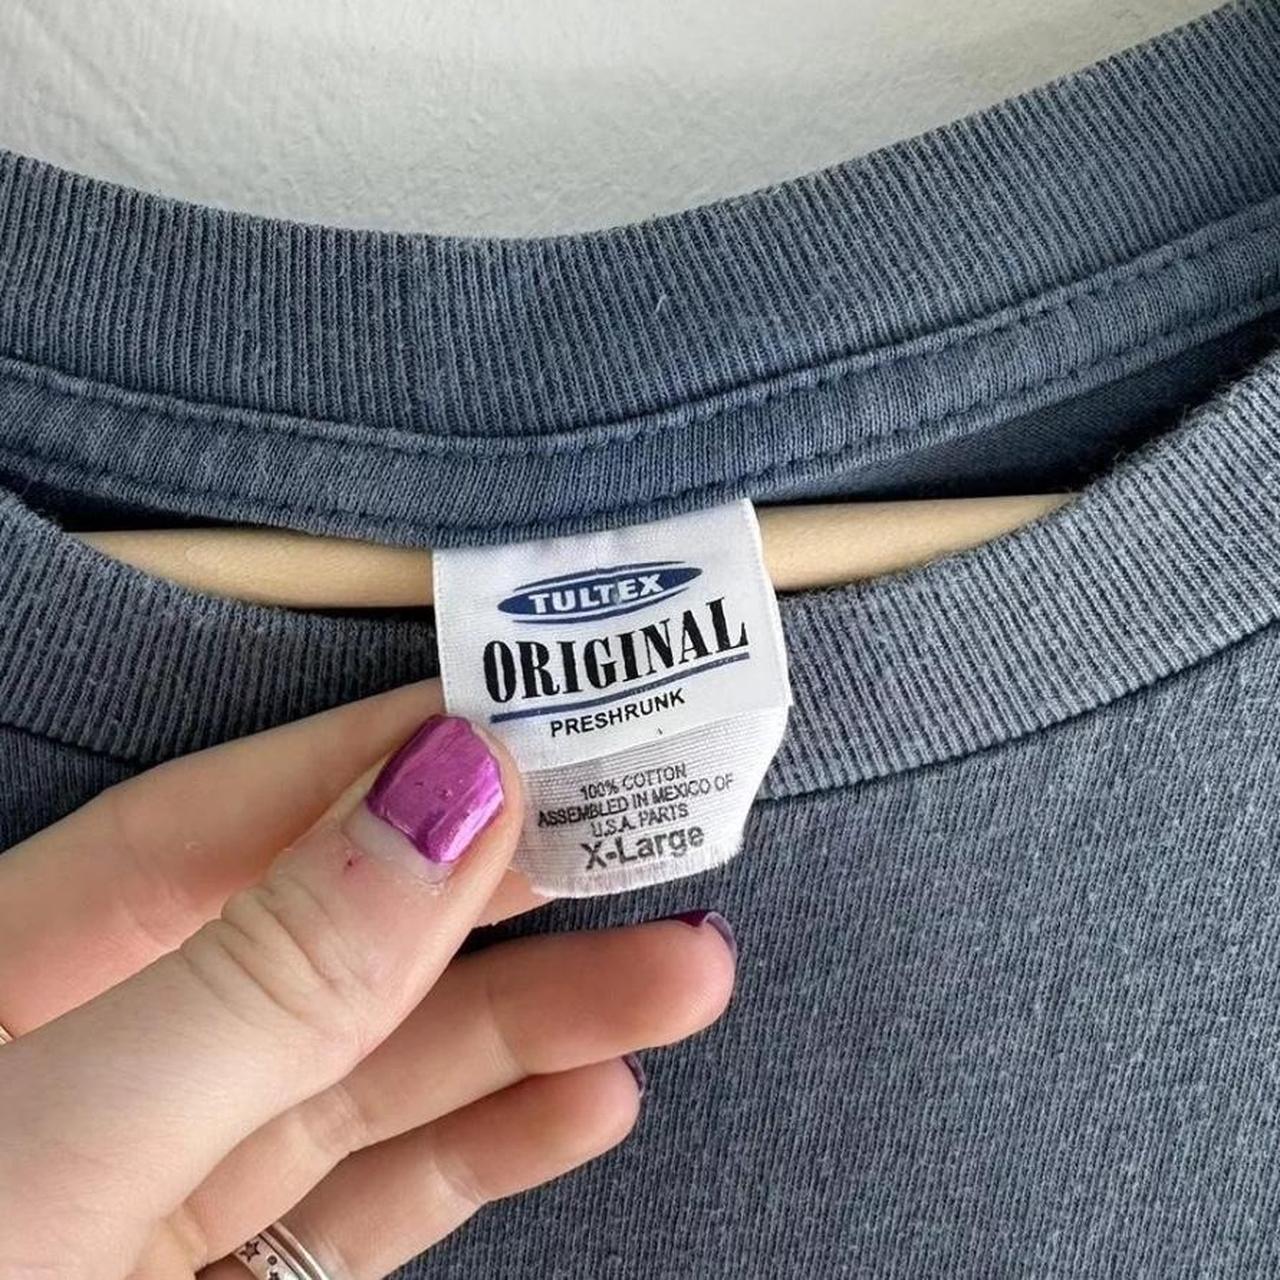 TULTEX
ORIGINAL
PRESHRUNK
100% COTTON
ASSEMBLED IN MEXICO OF
U.S.A. PARTS
X-Large